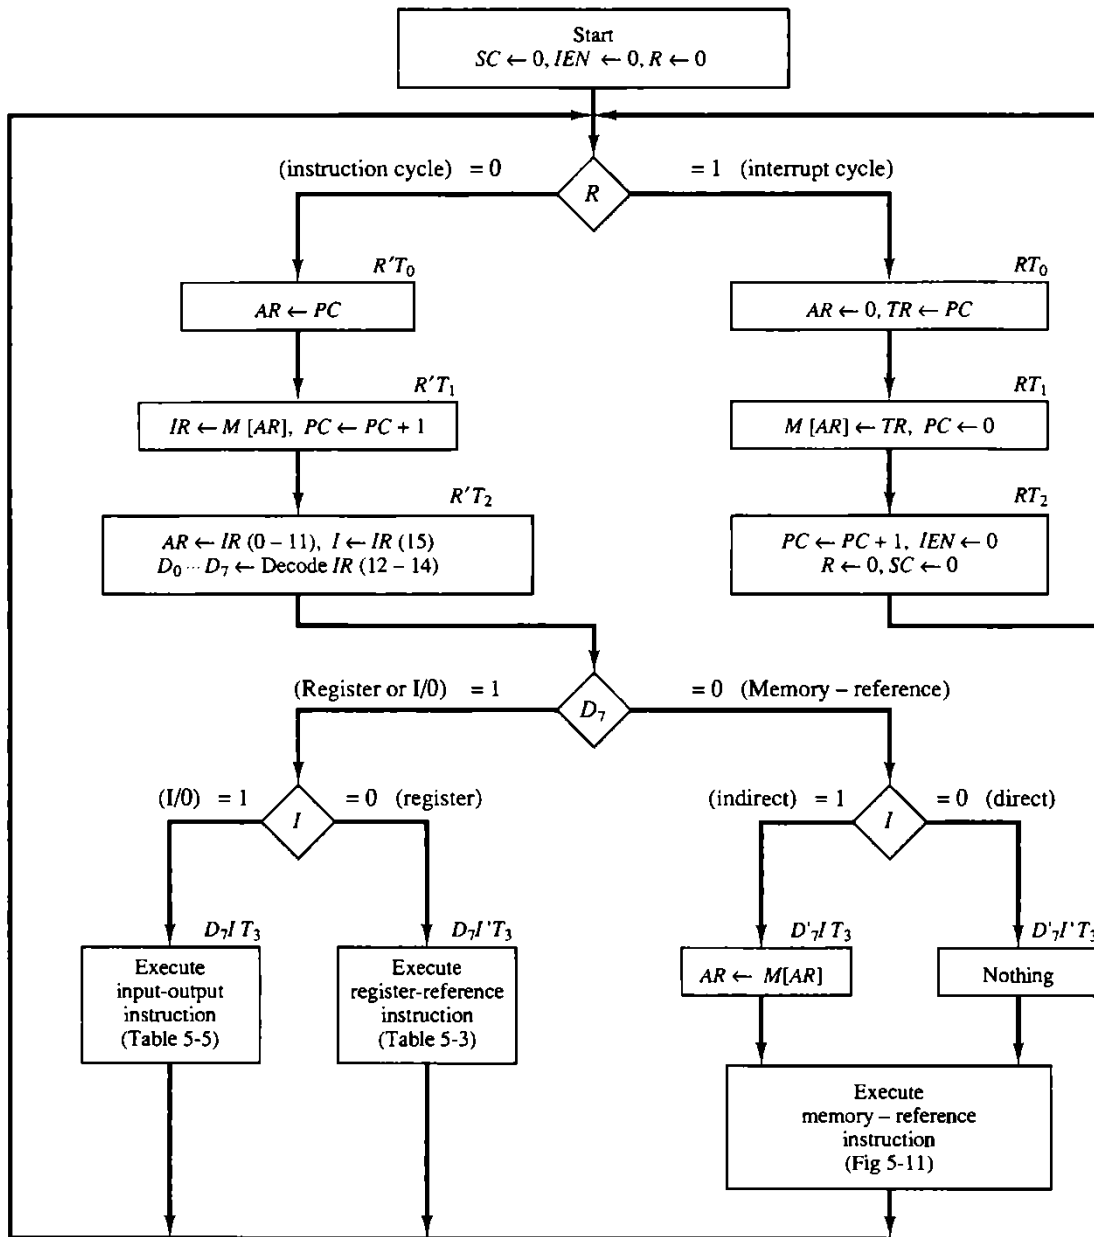 Start
SC ← 0, IEN ← 0, R ← 0
(instruction cycle) = 0
= 1 (interrupt cycle)
R
R'T₀
RT₀
AR ← PC
AR ← 0, TR ← PC
R'T₁
RT₁
IR ← M [AR], PC ← PC + 1
M [AR] ← TR, PC ← 0
R'T₂
RT₂
AR ← IR (0 – 11), I ← IR (15)
D₀ ··· D₇ ← Decode IR (12 – 14)
PC ← PC + 1, IEN ← 0
R ← 0, SC ← 0
(Register or I/0) = 1
= 0 (Memory – reference)
D₇
(I/0) = 1
= 0 (register)
I
(indirect) = 1
= 0 (direct)
I
D₇IT₃
D₇I'T₃
D'₇IT₃
D'₇I'T₃
Execute
input-output
instruction
(Table 5-5)
Execute
register-reference
instruction
(Table 5-3)
AR ← M[AR]
Nothing
Execute
memory – reference
instruction
(Fig 5-11)